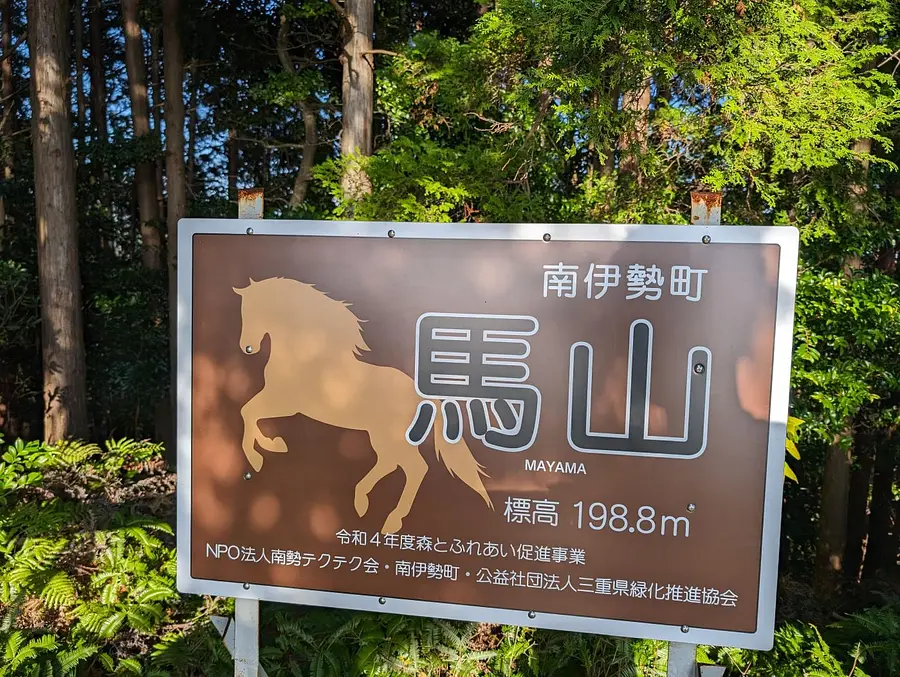 南伊勢町
馬山
MAYAMA
標高 198.8m
令和4年度森とふれあい促進事業
NPO法人南勢テクテク会・南伊勢町・公益社団法人三重県緑化推進協会